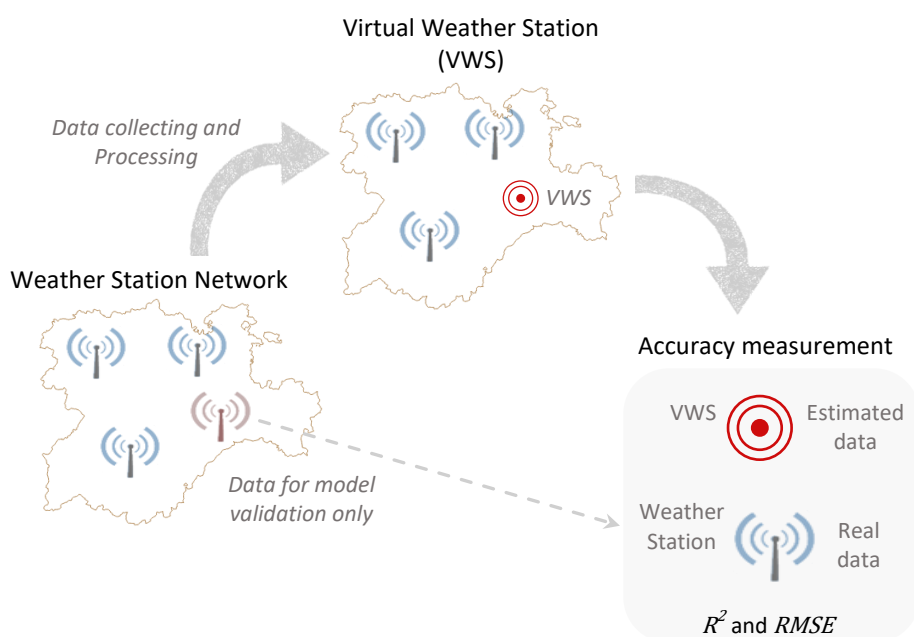 Virtual Weather Station
(VWS)
Data collecting and
Processing
VWS
Weather Station Network
Data for model
validation only
Accuracy measurement
VWS
Estimated
data
Weather
Station
Real
data
R² and RMSE